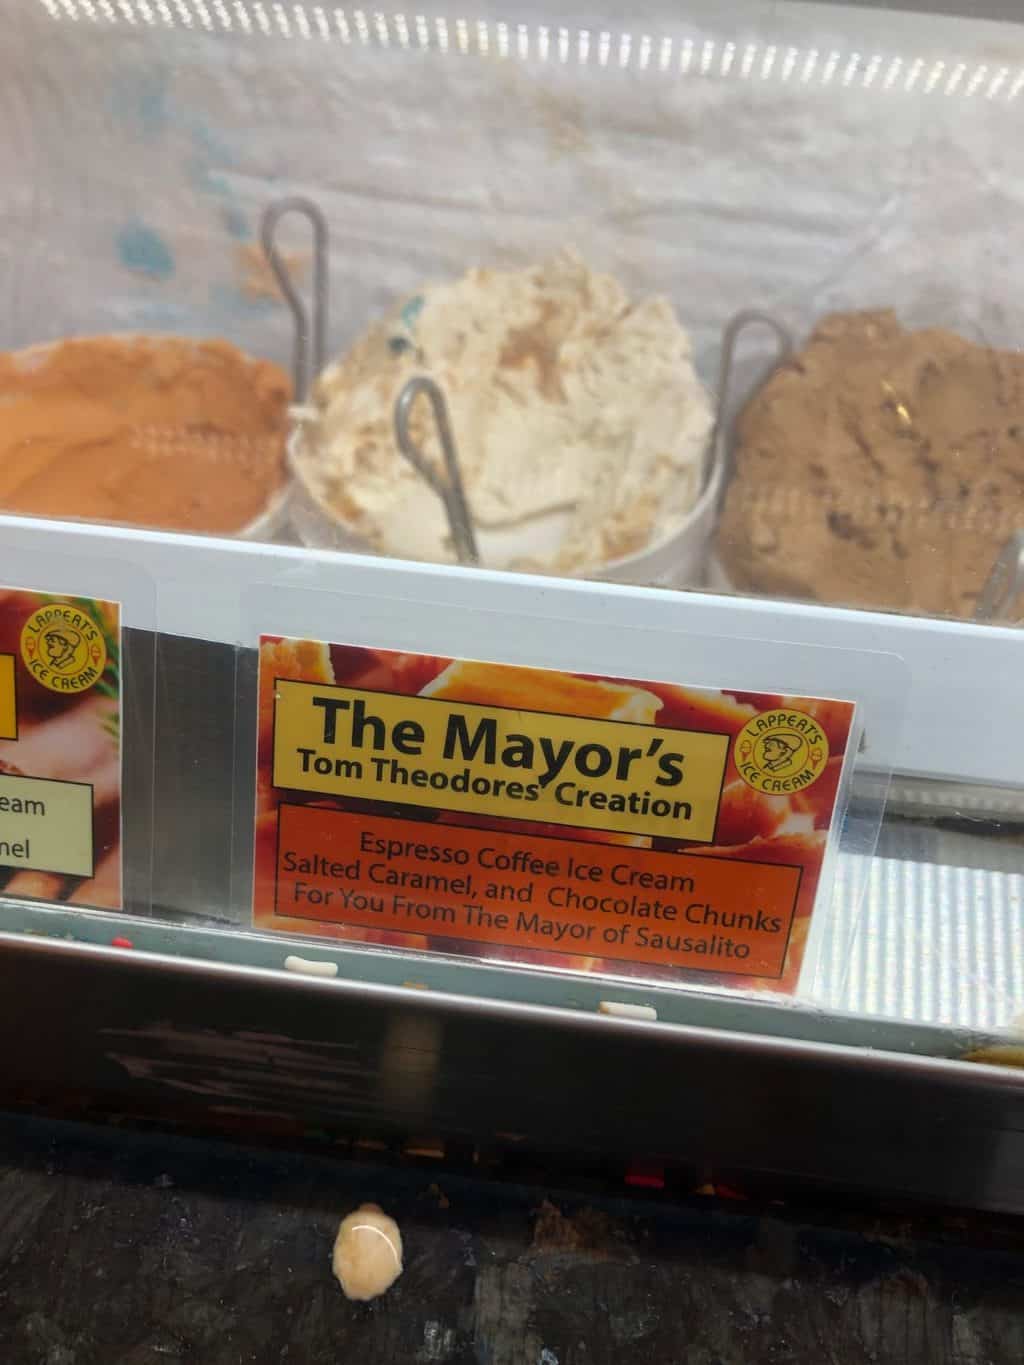 LAPPERT'S
ICE CREAM
eam
nel
The Mayor's
Tom Theodores' Creation
LAPPERT'S
ICE CREAM
Espresso Coffee Ice Cream
Salted Caramel, and Chocolate Chunks
For You From The Mayor of Sausalito